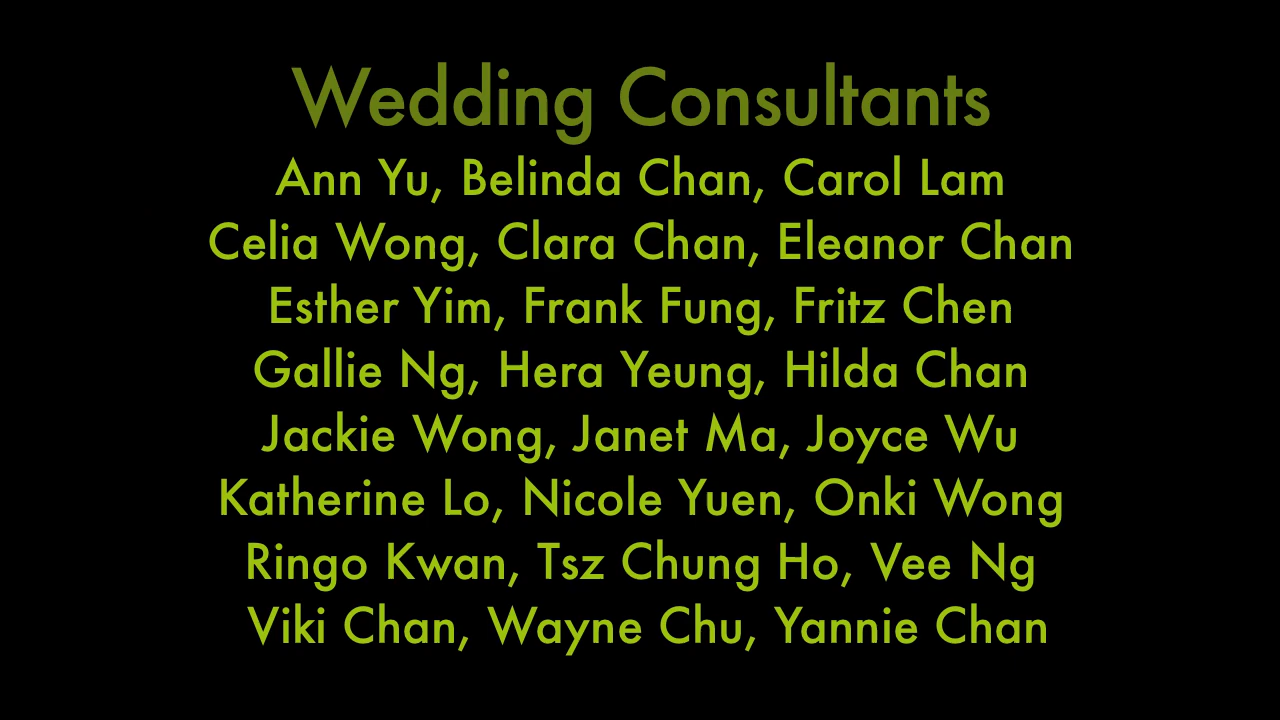 Wedding Consultants
Ann Yu, Belinda Chan, Carol Lam
Celia Wong, Clara Chan, Eleanor Chan
Esther Yim, Frank Fung, Fritz Chen
Gallie Ng, Hera Yeung, Hilda Chan
Jackie Wong, Janet Ma, Joyce Wu
Katherine Lo, Nicole Yuen, Onki Wong
Ringo Kwan, Tsz Chung Ho, Vee Ng
Viki Chan, Wayne Chu, Yannie Chan